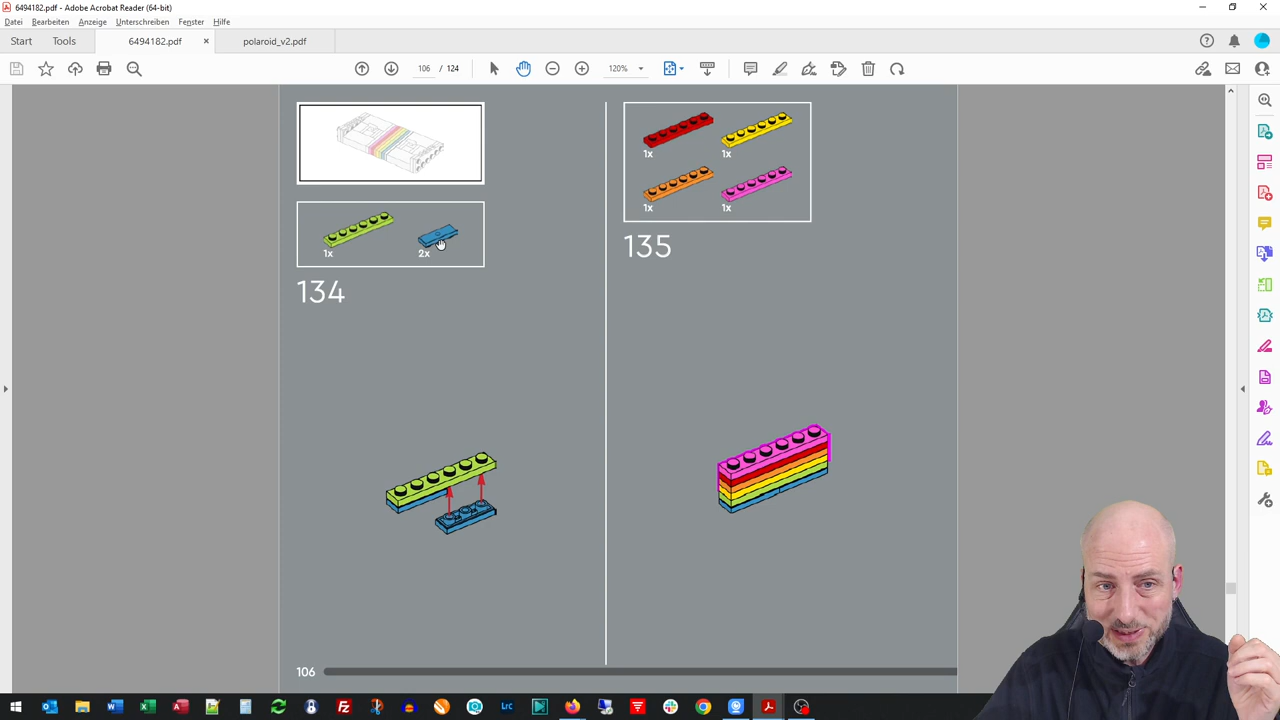 6494182.pdf - Adobe Acrobat Reader (64-bit)
Datei Bearbeiten Anzeige Unterschreiben Fenster Hilfe
Start Tools 6494182.pdf × polaroid_v2.pdf
106 / 124 120%
1x 1x
1x 1x
1x 2x
134
135
106
Lrc